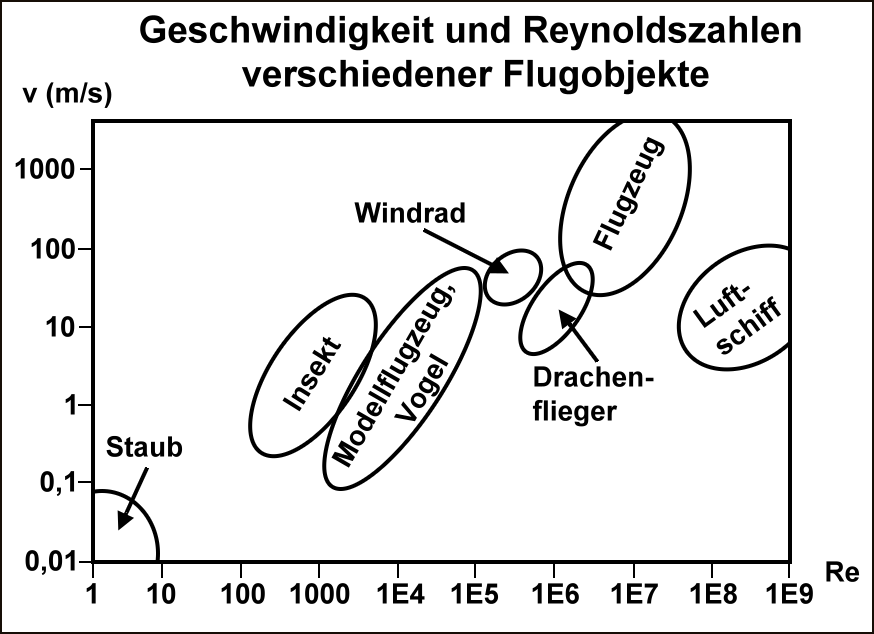 Geschwindigkeit und Reynoldszahlen
verschiedener Flugobjekte
v (m/s)
1000
100
10
1
0,1
0,01
Staub
Insekt
Modellflugzeug,
Vogel
Windrad
Drachen-
flieger
Flugzeug
Luft-
schiff
1 10 100 1000 1E4 1E5 1E6 1E7 1E8 1E9
Re